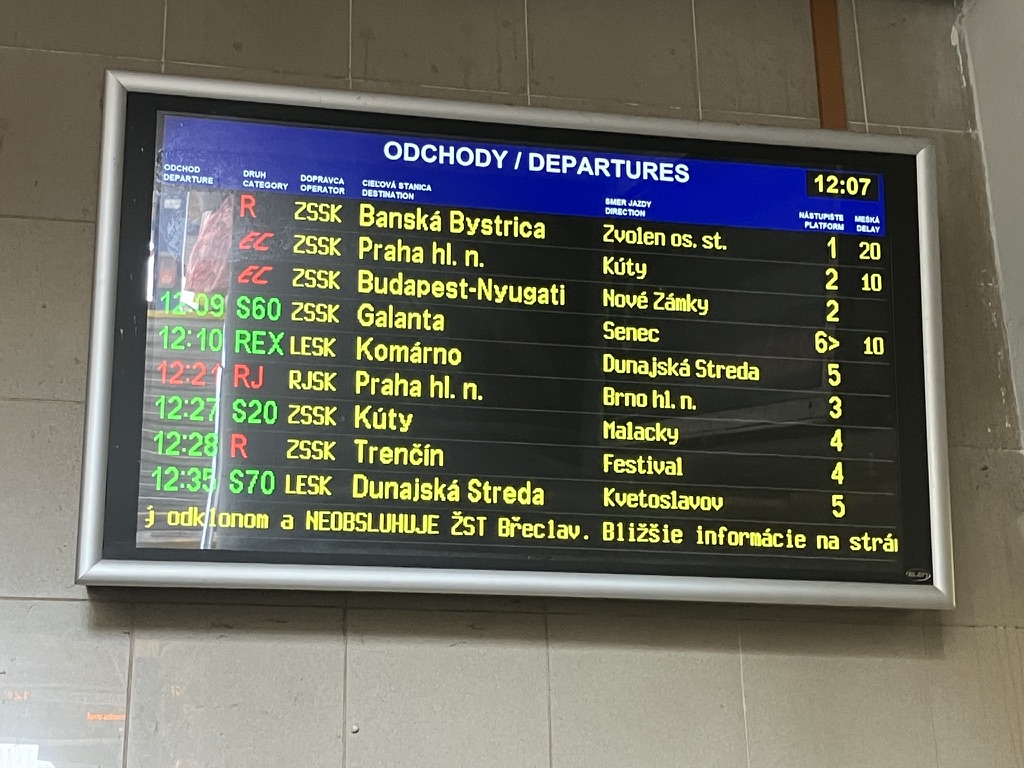 ODCHODY / DEPARTURES
12:07
ODCHOD DRUH DOPRAVCA CIEĽOVÁ STANICA SMER JAZDY NÁSTUPIŠTE MEŠKÁ
DEPARTURE CATEGORY OPERATOR DESTINATION DIRECTION PLATFORM DELAY
R ZSSK Banská Bystrica Zvolen os. st. 1 20
EC ZSSK Praha hl. n. Kúty 2 10
EC ZSSK Budapest-Nyugati Nové Zámky 2
12:09 S60 ZSSK Galanta Senec 6> 10
12:10 REX LESK Komárno Dunajská Streda 5
12:21 RJ RJSK Praha hl. n. Brno hl. n. 3
12:27 S20 ZSSK Kúty Malacky 4
12:28 R ZSSK Trenčín Festival 4
12:35 S70 LESK Dunajská Streda Kvetoslavov 5
j odklonom a NEOBSLUHUJE ŽST Břeclav. Bližšie informácie na strán